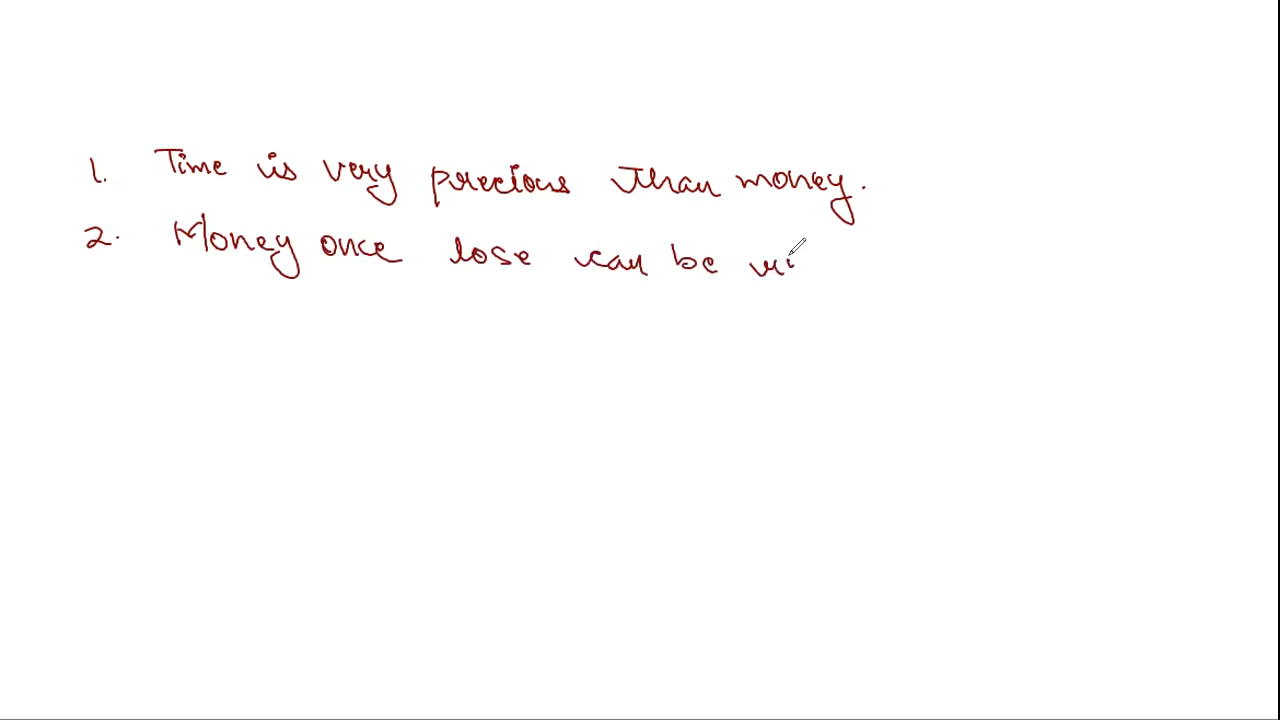 1. Time is very precious than money.
2. Money once lose can be